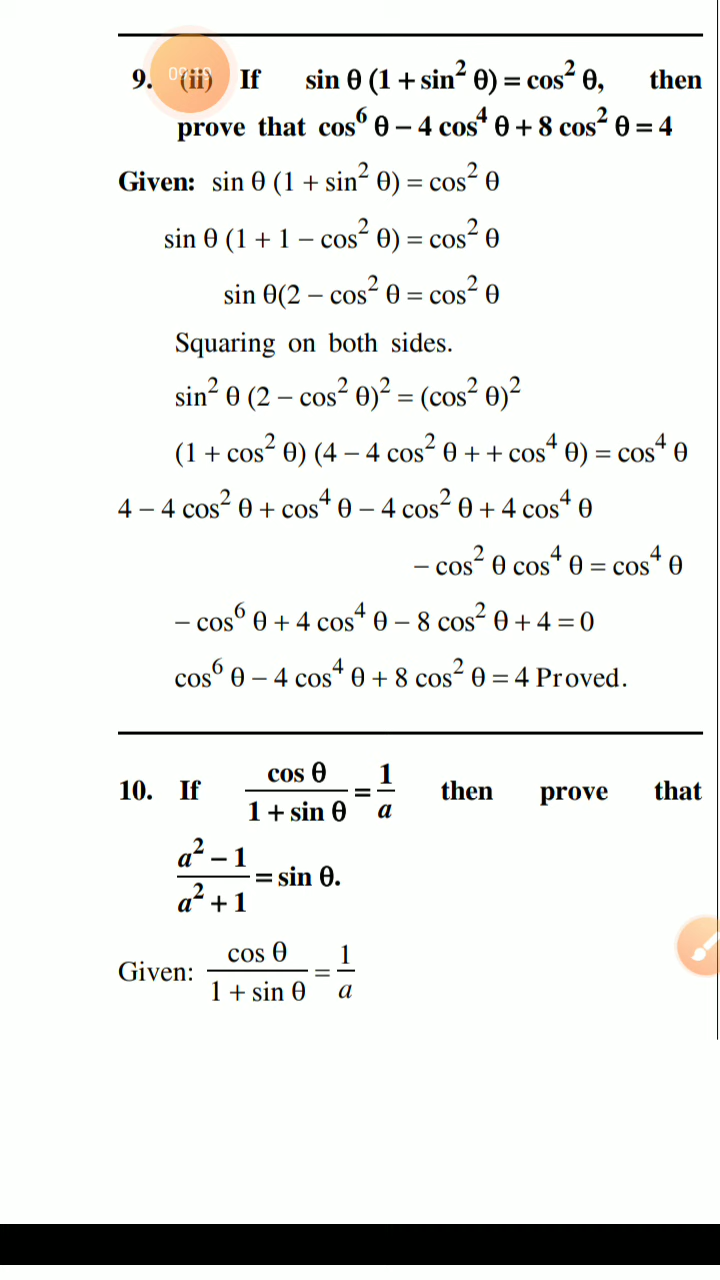 9. (ii) If sin θ (1 + sin² θ) = cos² θ, then
prove that cos⁶ θ – 4 cos⁴ θ + 8 cos² θ = 4
Given: sin θ (1 + sin² θ) = cos² θ
sin θ (1 + 1 – cos² θ) = cos² θ
sin θ(2 – cos² θ = cos² θ
Squaring on both sides.
sin² θ (2 – cos² θ)² = (cos² θ)²
(1 + cos² θ) (4 – 4 cos² θ + + cos⁴ θ) = cos⁴ θ
4 – 4 cos² θ + cos⁴ θ – 4 cos² θ + 4 cos⁴ θ
– cos² θ cos⁴ θ = cos⁴ θ
– cos⁶ θ + 4 cos⁴ θ – 8 cos² θ + 4 = 0
cos⁶ θ – 4 cos⁴ θ + 8 cos² θ = 4 Proved.
10. If cos θ / 1 + sin θ = 1 / a then prove that
a² – 1 / a² + 1 = sin θ.
Given: cos θ / 1 + sin θ = 1 / a